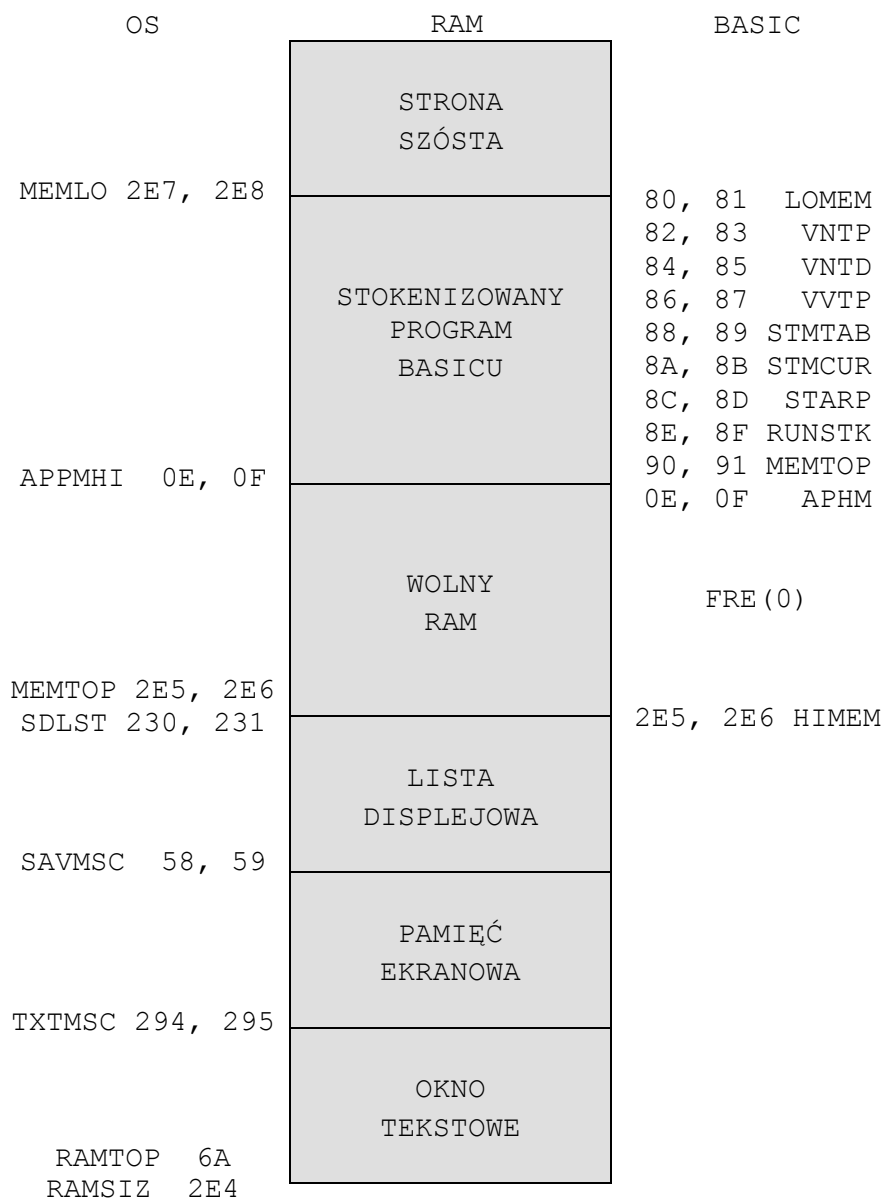 OS RAM BASIC
STRONA
SZÓSTA
MEMLO 2E7, 2E8
80, 81 LOMEM
82, 83 VNTP
84, 85 VNTD
86, 87 VVTP
88, 89 STMTAB
8A, 8B STMCUR
8C, 8D STARP
8E, 8F RUNSTK
90, 91 MEMTOP
0E, 0F APHM
STOKENIZOWANY
PROGRAM
BASICU
APPMHI 0E, 0F
WOLNY
RAM
FRE(0)
MEMTOP 2E5, 2E6
SDLST 230, 231
2E5, 2E6 HIMEM
LISTA
DISPLEJOWA
SAVMSC 58, 59
PAMIĘĆ
EKRANOWA
TXTMSC 294, 295
OKNO
TEKSTOWE
RAMTOP 6A
RAMSIZ 2E4